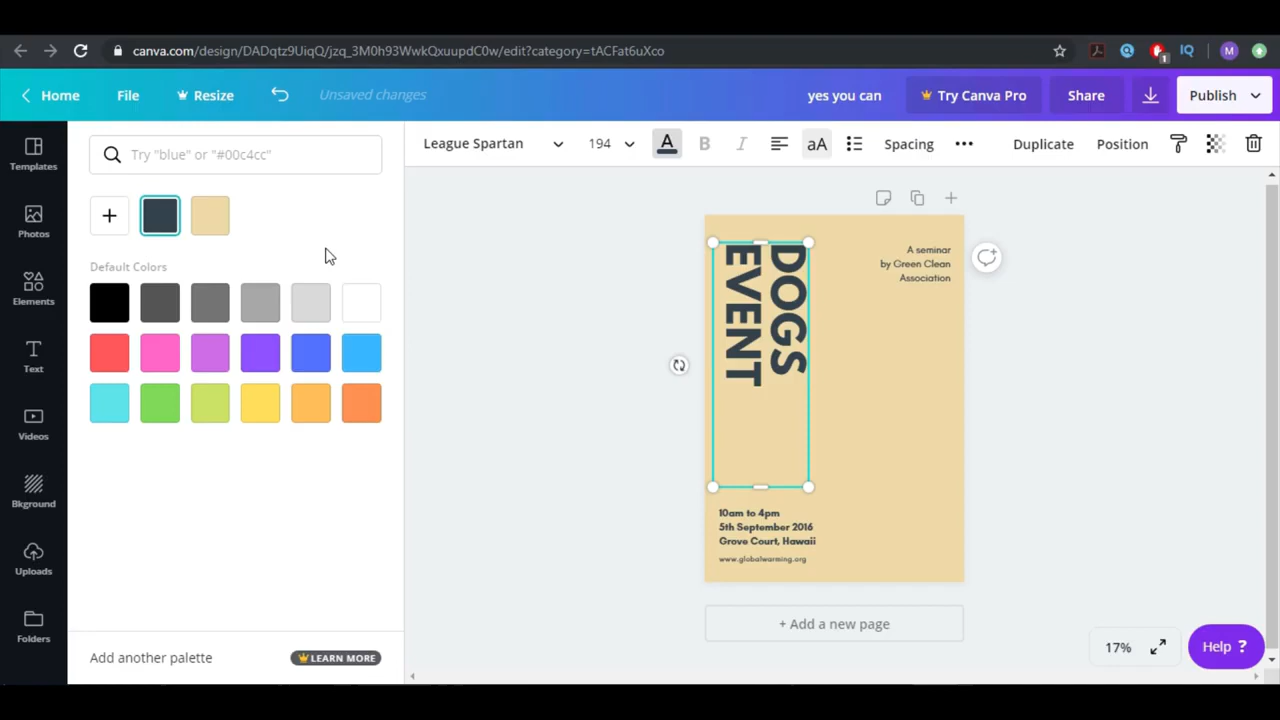 canva.com/design/DADqtz9UiqQ/jzq_3M0h93WwkQxuupdC0w/edit?category=tACFat6uXco
1
IQ
M
Home
File
Resize
Unsaved changes
yes you can
Try Canva Pro
Share
Publish
Templates
Photos
Elements
Text
Videos
Bkground
Uploads
Folders
Try "blue" or "#00c4cc"
+
Default Colors
Add another palette
LEARN MORE
League Spartan
194
A
B
I
aA
Spacing
•••
Duplicate
Position
DOGS
EVENT
A seminar
by Green Clean
Association
10am to 4pm
5th September 2016
Grove Court, Hawaii
www.globalwarming.org
+ Add a new page
17%
Help ?